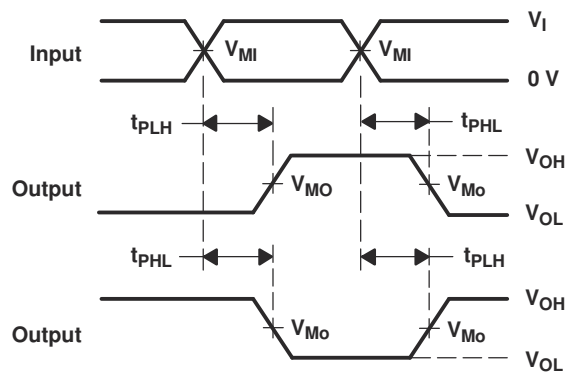 V_I
Input V_MI V_MI
0 V
t_PLH t_PHL
V_OH
Output V_MO V_Mo
V_OL
t_PHL t_PLH
V_OH
Output V_Mo V_Mo
V_OL